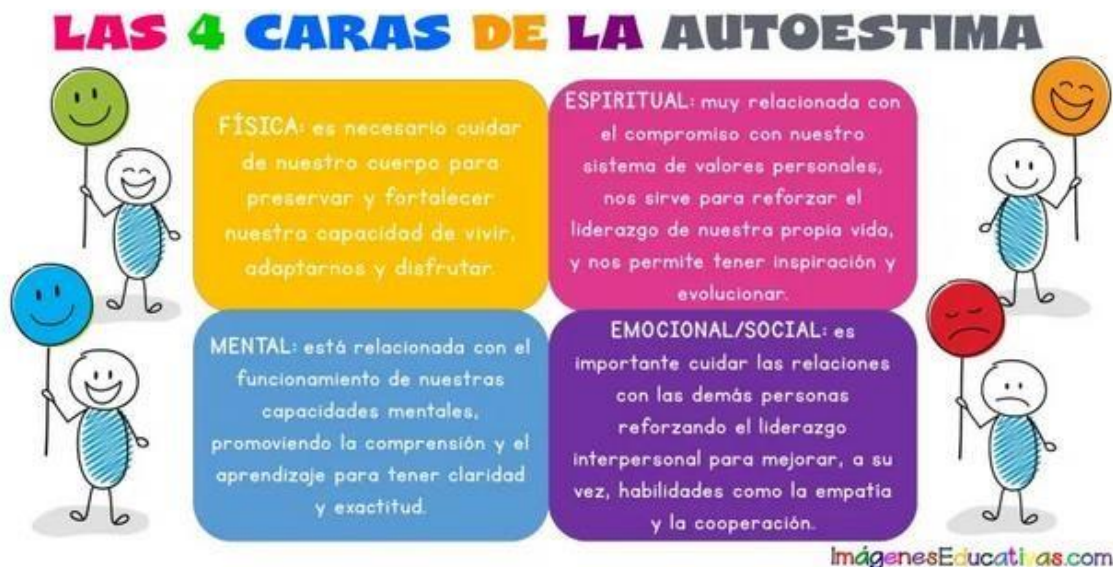 LAS 4 CARAS DE LA AUTOESTIMA
FÍSICA: es necesario cuidar
de nuestro cuerpo para
preservar y fortalecer
nuestra capacidad de vivir,
adaptarnos y disfrutar.
ESPIRITUAL: muy relacionada con
el compromiso con nuestro
sistema de valores personales,
nos sirve para reforzar el
liderazgo de nuestra propia vida,
y nos permite tener inspiración y
evolucionar.
MENTAL: está relacionada con el
funcionamiento de nuestras
capacidades mentales,
promoviendo la comprensión y el
aprendizaje para tener claridad
y exactitud.
EMOCIONAL/SOCIAL: es
importante cuidar las relaciones
con las demás personas
reforzando el liderazgo
interpersonal para mejorar, a su
vez, habilidades como la empatía
y la cooperación.
ImágenesEducativas.com